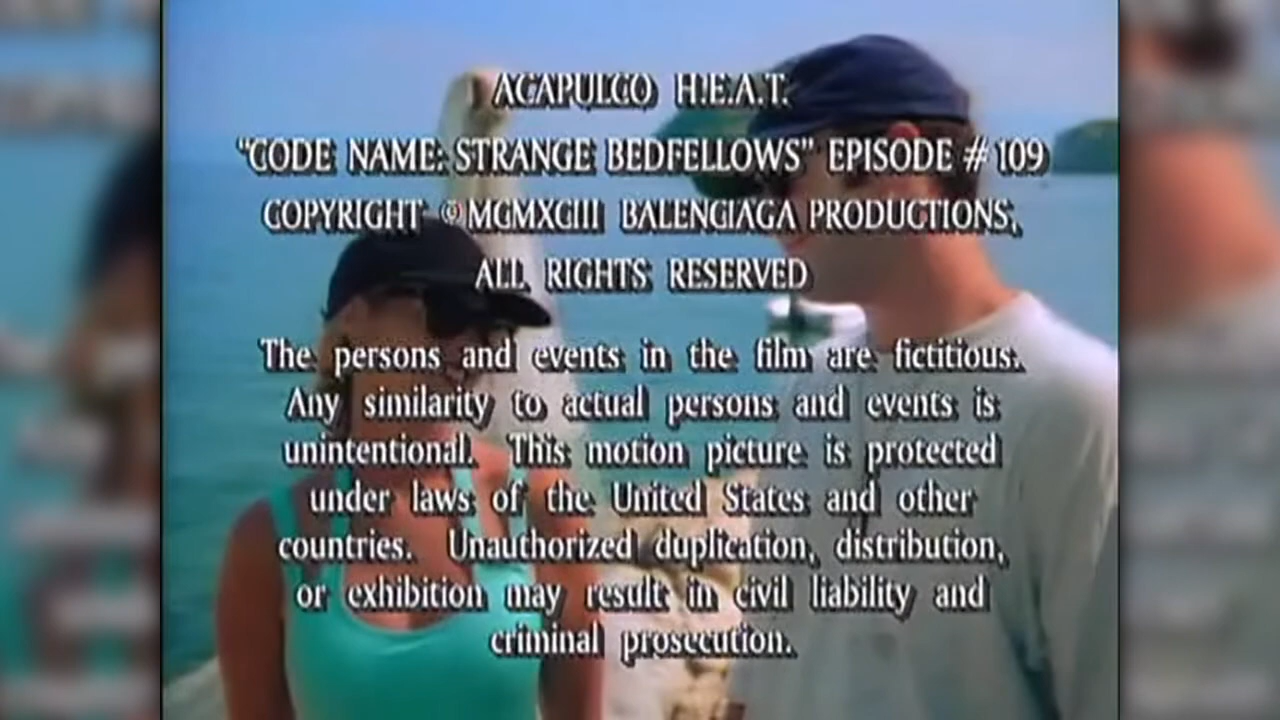 ACAPULCO H.E.A.T.
"CODE NAME: STRANGE BEDFELLOWS" EPISODE # 109
COPYRIGHT ©MCMXCIII BALENCIAGA PRODUCTIONS,
ALL RIGHTS RESERVED
The persons and events in the film are fictitious.
Any similarity to actual persons and events is
unintentional. This motion picture is protected
under laws of the United States and other
countries. Unauthorized duplication, distribution,
or exhibition may result in civil liability and
criminal prosecution.